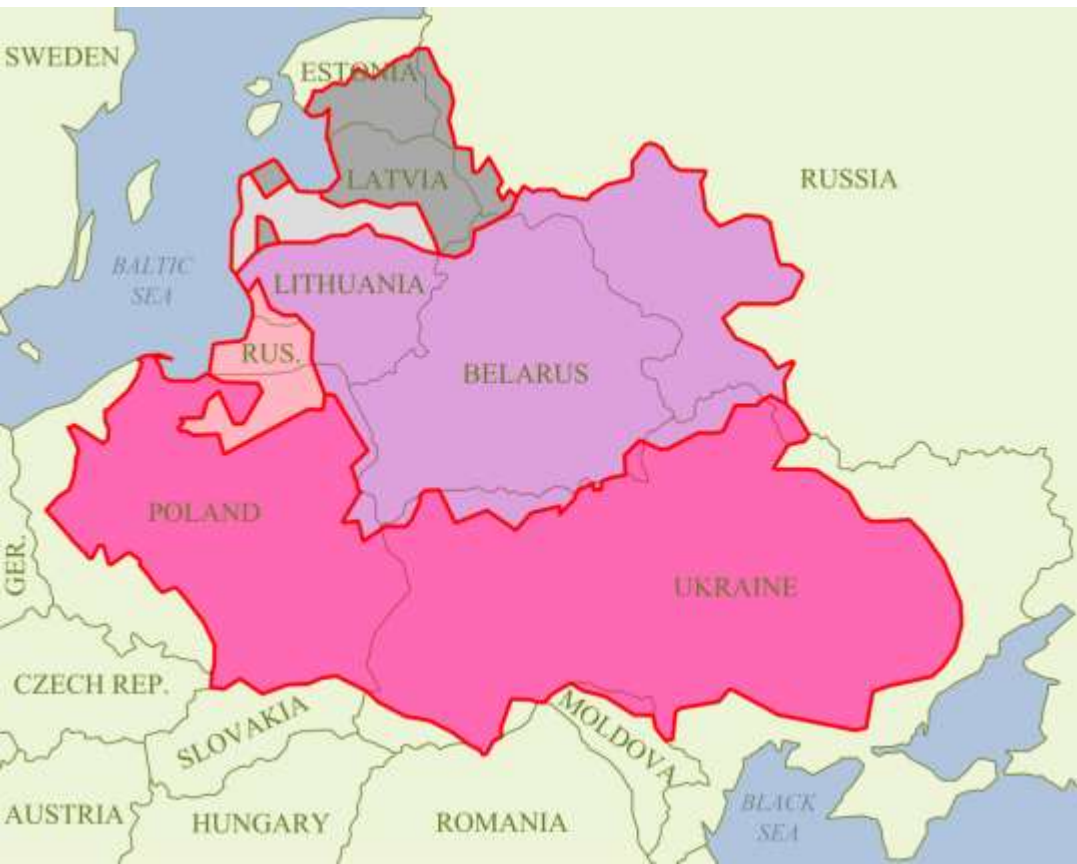 SWEDEN
ESTONIA
LATVIA
RUSSIA
BALTIC
SEA
LITHUANIA
RUS.
BELARUS
POLAND
GER.
UKRAINE
CZECH REP.
SLOVAKIA
MOLDOVA
AUSTRIA
HUNGARY
ROMANIA
BLACK
SEA